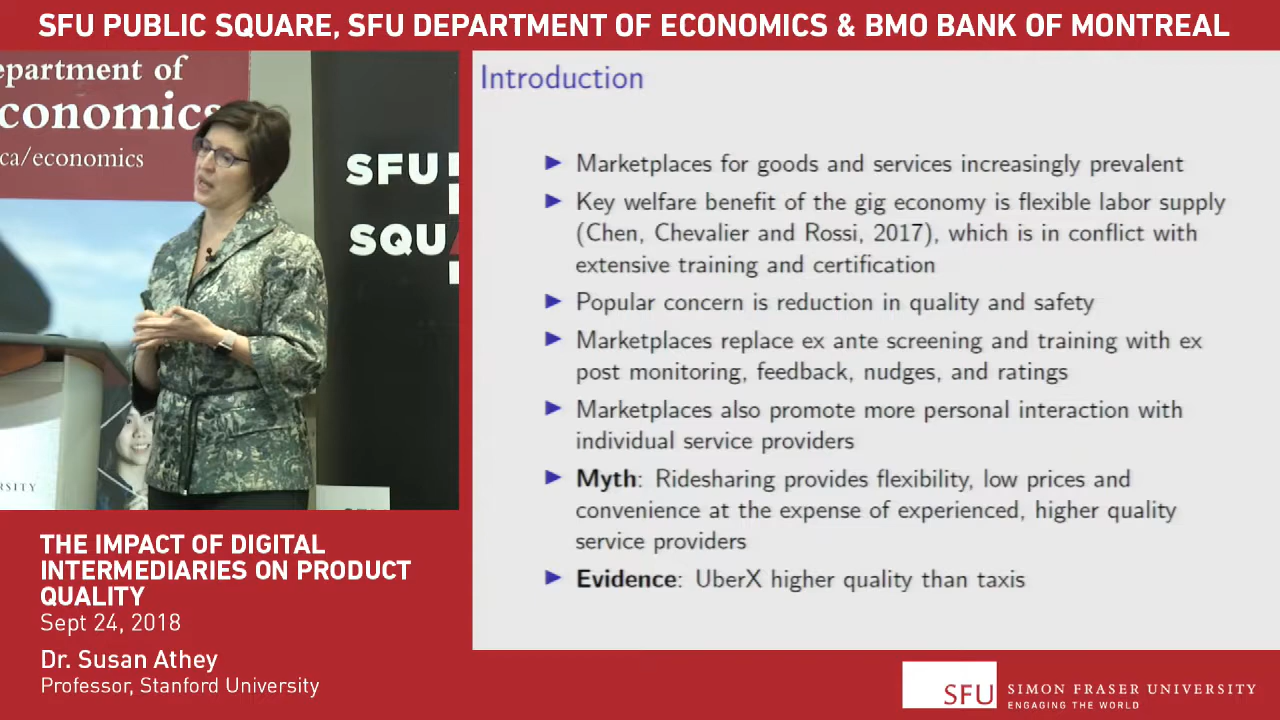 SFU PUBLIC SQUARE, SFU DEPARTMENT OF ECONOMICS & BMO BANK OF MONTREAL
epartment of
conomics
ca/economics
SFU
SQUA
RSITY
Introduction
Marketplaces for goods and services increasingly prevalent
Key welfare benefit of the gig economy is flexible labor supply
(Chen, Chevalier and Rossi, 2017), which is in conflict with
extensive training and certification
Popular concern is reduction in quality and safety
Marketplaces replace ex ante screening and training with ex
post monitoring, feedback, nudges, and ratings
Marketplaces also promote more personal interaction with
individual service providers
Myth: Ridesharing provides flexibility, low prices and
convenience at the expense of experienced, higher quality
service providers
Evidence: UberX higher quality than taxis
THE IMPACT OF DIGITAL
INTERMEDIARIES ON PRODUCT
QUALITY
Sept 24, 2018
Dr. Susan Athey
Professor, Stanford University
SFU
SIMON FRASER UNIVERSITY
ENGAGING THE WORLD